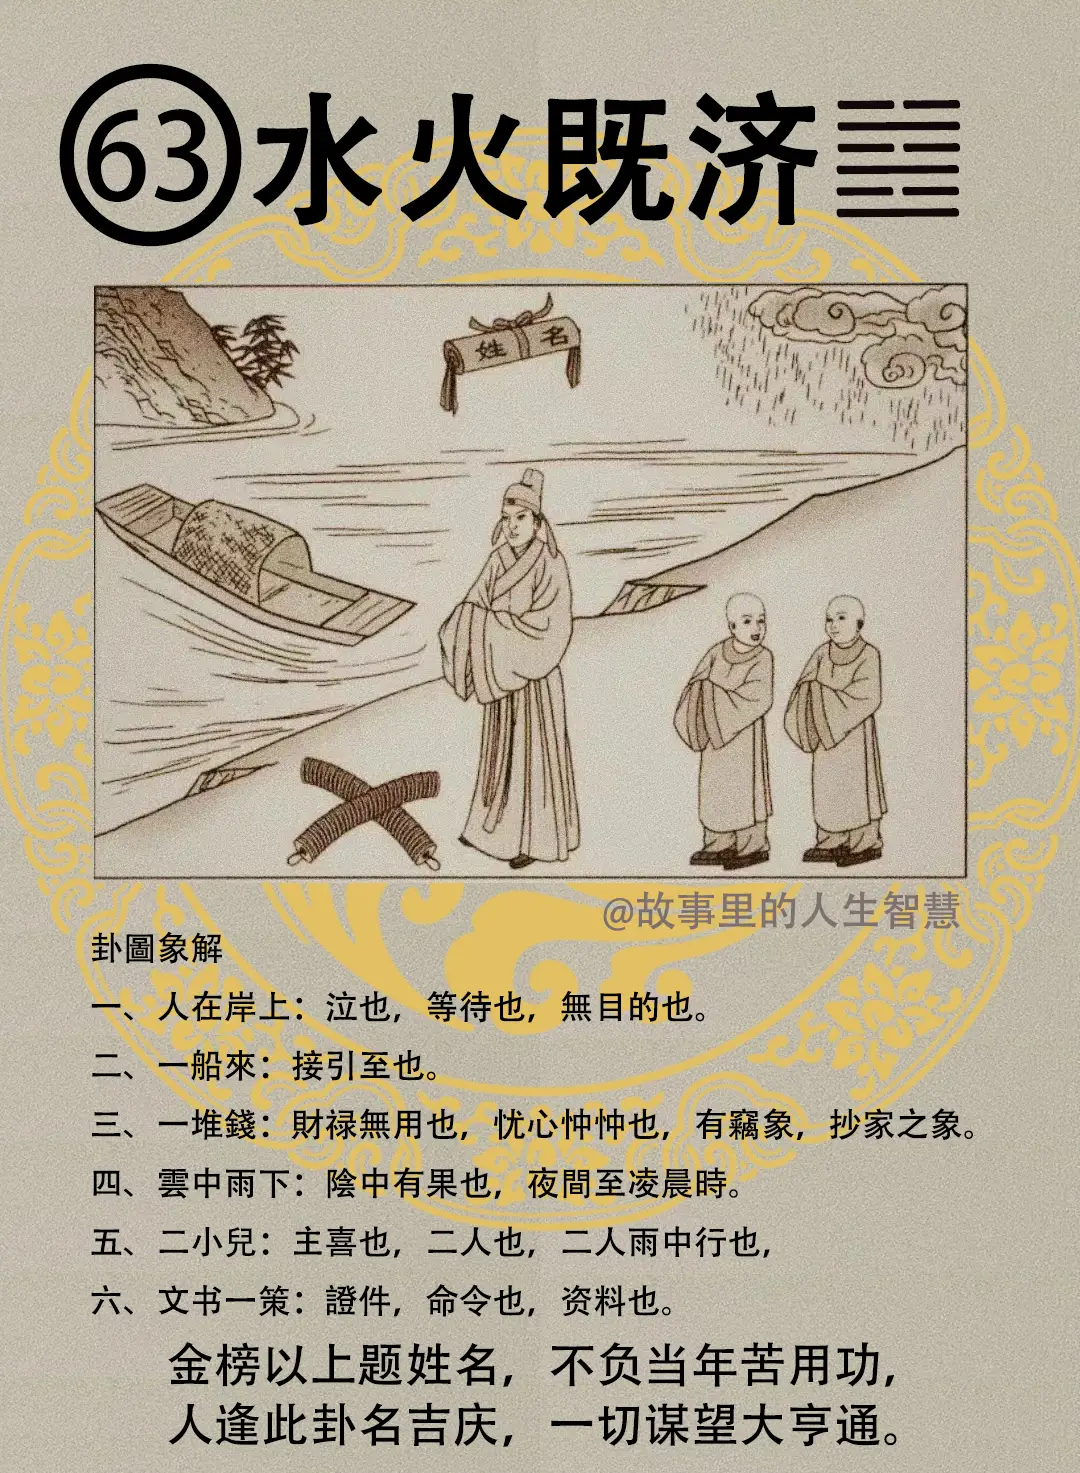 63 水火既济
姓名
@故事里的人生智慧
卦圖象解
一、人在岸上：泣也，等待也，無目的也。
二、一船來：接引至也。
三、一堆錢：財禄無用也，忧心忡忡也，有竊象，抄家之象。
四、雲中雨下：陰中有果也，夜間至凌晨時。
五、二小兒：主喜也，二人也，二人雨中行也，
六、文书一策：證件，命令也，资料也。
金榜以上题姓名，不负当年苦用功，
人逢此卦名吉庆，一切谋望大亨通。